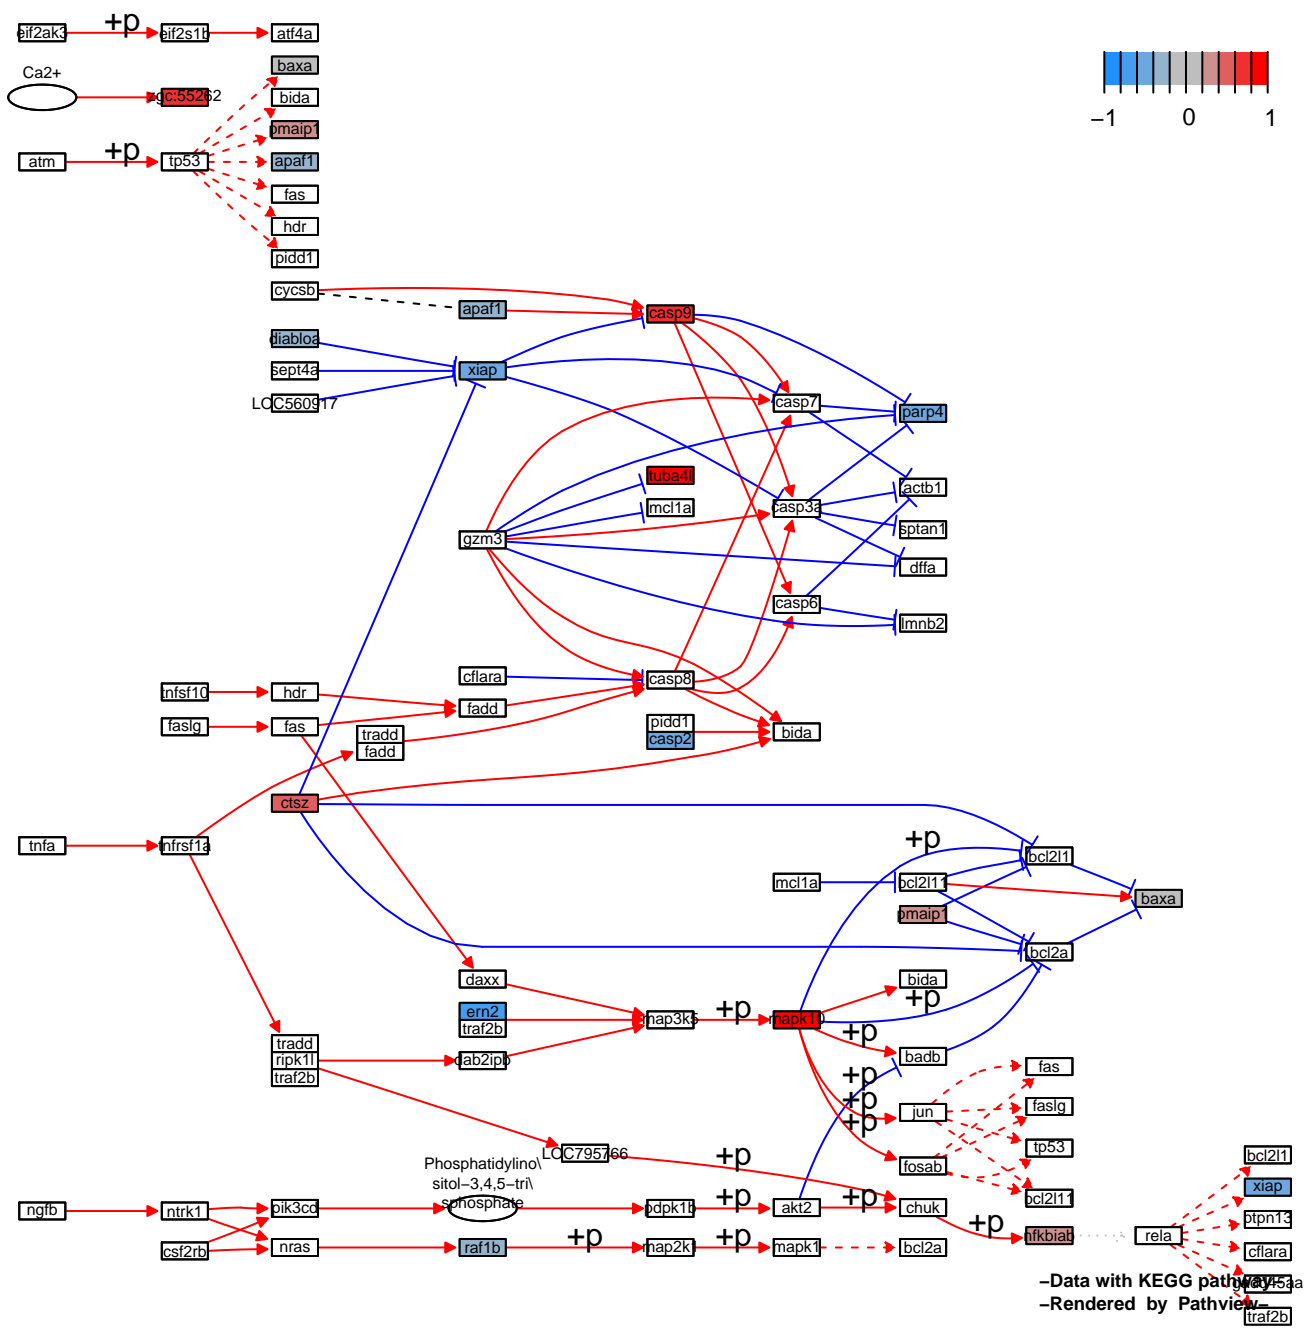 eif2ak3
+p
eif2s1b
atf4a
baxa
Ca2+
zgc:55262
bida
pmaip1
−1
0
1
atm
+p
tp53
apaf1
fas
hdr
pidd1
cycsb
apaf1
casp9
diabloa
sept4a
xiap
LOC560917
casp7
parp4
tuba4l
actb1
mcl1a
casp3a
sptan1
gzm3
dffa
casp6
lmnb2
cflara
casp8
tnfsf10
hdr
fadd
faslg
fas
pidd1
casp2
bida
tradd
fadd
ctsz
tnfa
tnfrsf1a
+p
bcl2l1
mcl1a
bcl2l11
baxa
pmaip1
bcl2a
daxx
bida
+p
ern2
traf2b
map3k5
+p
mapk10
+p
badb
tradd
ripk1l
traf2b
dab2ipb
+p
+p
+p
fas
jun
faslg
tp53
LOC795766
+p
fosab
bcl2l11
bcl2l1
Phosphatidylino\
sitol−3,4,5−tri\
sphosphate
xiap
ngfb
ntrk1
pik3cd
pdpk1b
+p
akt2
+p
chuk
+p
ptpn13
csf2rb
nras
raf1b
+p
map2k1
+p
mapk1
bcl2a
nfkbiab
rela
cflara
−Data with KEGG pathway−
gadd45aa
−Rendered by Pathview−
traf2b